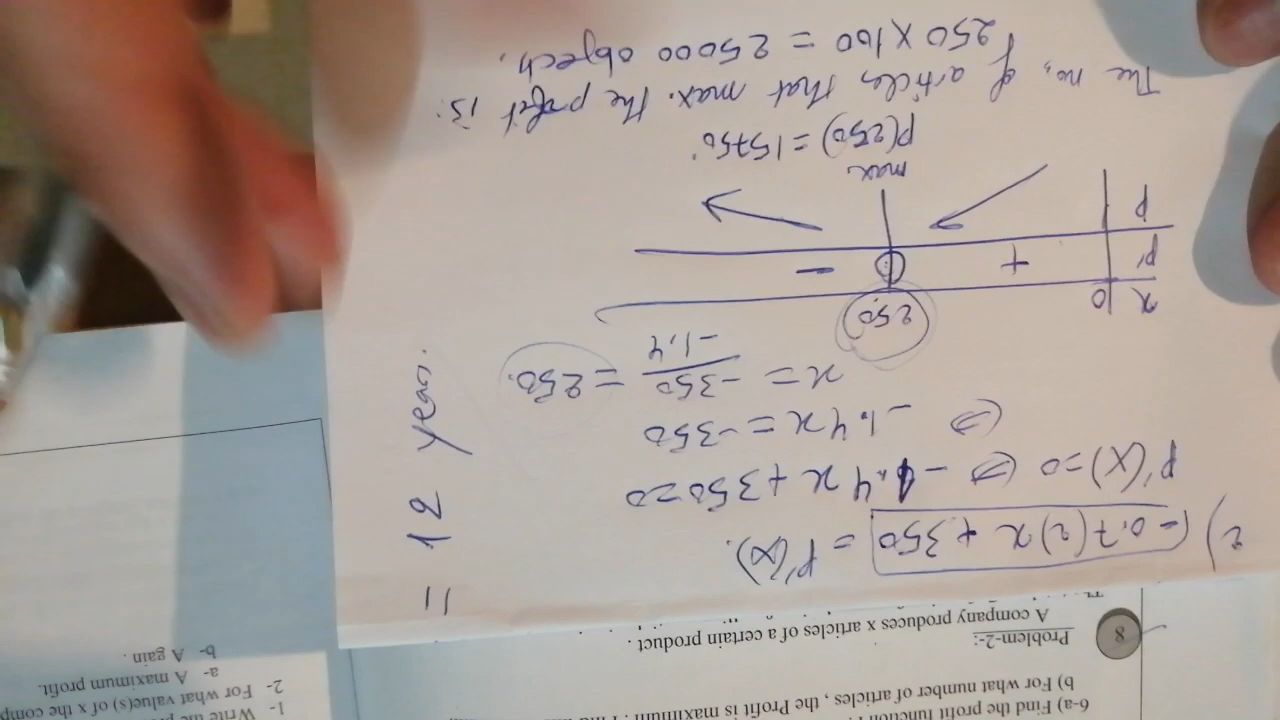 6-a) Find the profit function
b) For what number of articles , the Profit is maximum .
8
Problem-2-:
A company produces x articles of a certain product .
1- Write the
2- For what value(s) of x the comp
a- A maximum profit.
b- A gain .
2) (-0.7(2)x + 350 = P'(x).
P'(x)=0 ⇔ -1.4x + 350=0
⇔ -1.4x = -350
x = -350/-1.4 = 250.
x 0 250
P' + 0 -
P max
P(250) = 15750
The no, of articles that max. the profit is:
250 × 100 = 25000 objects.
= 12 years.